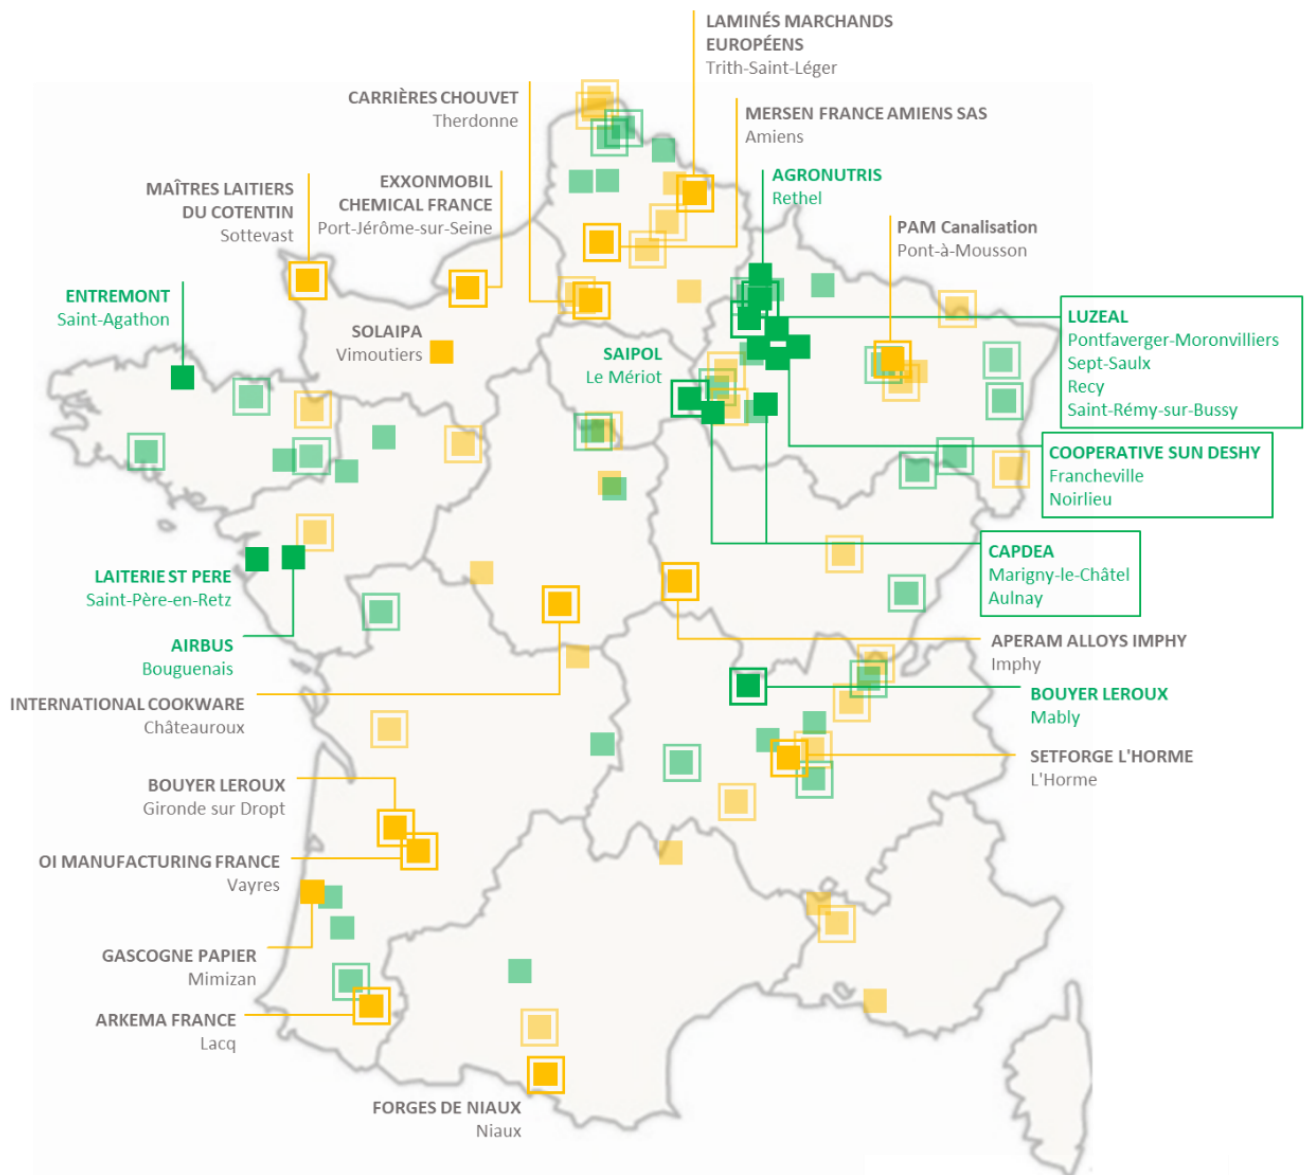 LAMINÉS MARCHANDS
EUROPÉENS
Trith-Saint-Léger
CARRIÈRES CHOUVET
Therdonne
MERSEN FRANCE AMIENS SAS
Amiens
MAÎTRES LAITIERS
DU COTENTIN
Sottevast
EXXONMOBIL
CHEMICAL FRANCE
Port-Jérôme-sur-Seine
AGRONUTRIS
Rethel
PAM Canalisation
Pont-à-Mousson
ENTREMONT
Saint-Agathon
SOLAIPA
Vimoutiers
SAIPOL
Le Mériot
LUZEAL
Pontfaverger-Moronvilliers
Sept-Saulx
Recy
Saint-Rémy-sur-Bussy
COOPERATIVE SUN DESHY
Francheville
Noirlieu
CAPDEA
Marigny-le-Châtel
Aulnay
LAITERIE ST PERE
Saint-Père-en-Retz
AIRBUS
Bouguenais
APERAM ALLOYS IMPHY
Imphy
INTERNATIONAL COOKWARE
Châteauroux
BOUYER LEROUX
Mably
SETFORGE L'HORME
L'Horme
BOUYER LEROUX
Gironde sur Dropt
OI MANUFACTURING FRANCE
Vayres
GASCOGNE PAPIER
Mimizan
ARKEMA FRANCE
Lacq
FORGES DE NIAUX
Niaux